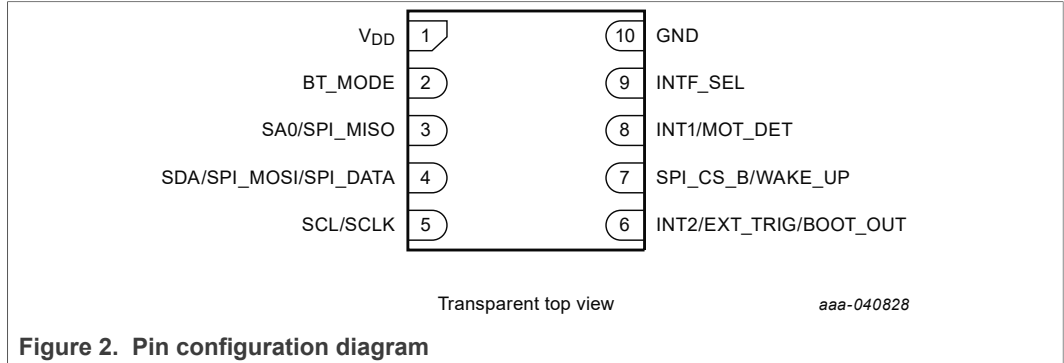 VDD 1 10 GND
BT_MODE 2 9 INTF_SEL
SA0/SPI_MISO 3 8 INT1/MOT_DET
SDA/SPI_MOSI/SPI_DATA 4 7 SPI_CS_B/WAKE_UP
SCL/SCLK 5 6 INT2/EXT_TRIG/BOOT_OUT
Transparent top view aaa-040828
Figure 2. Pin configuration diagram